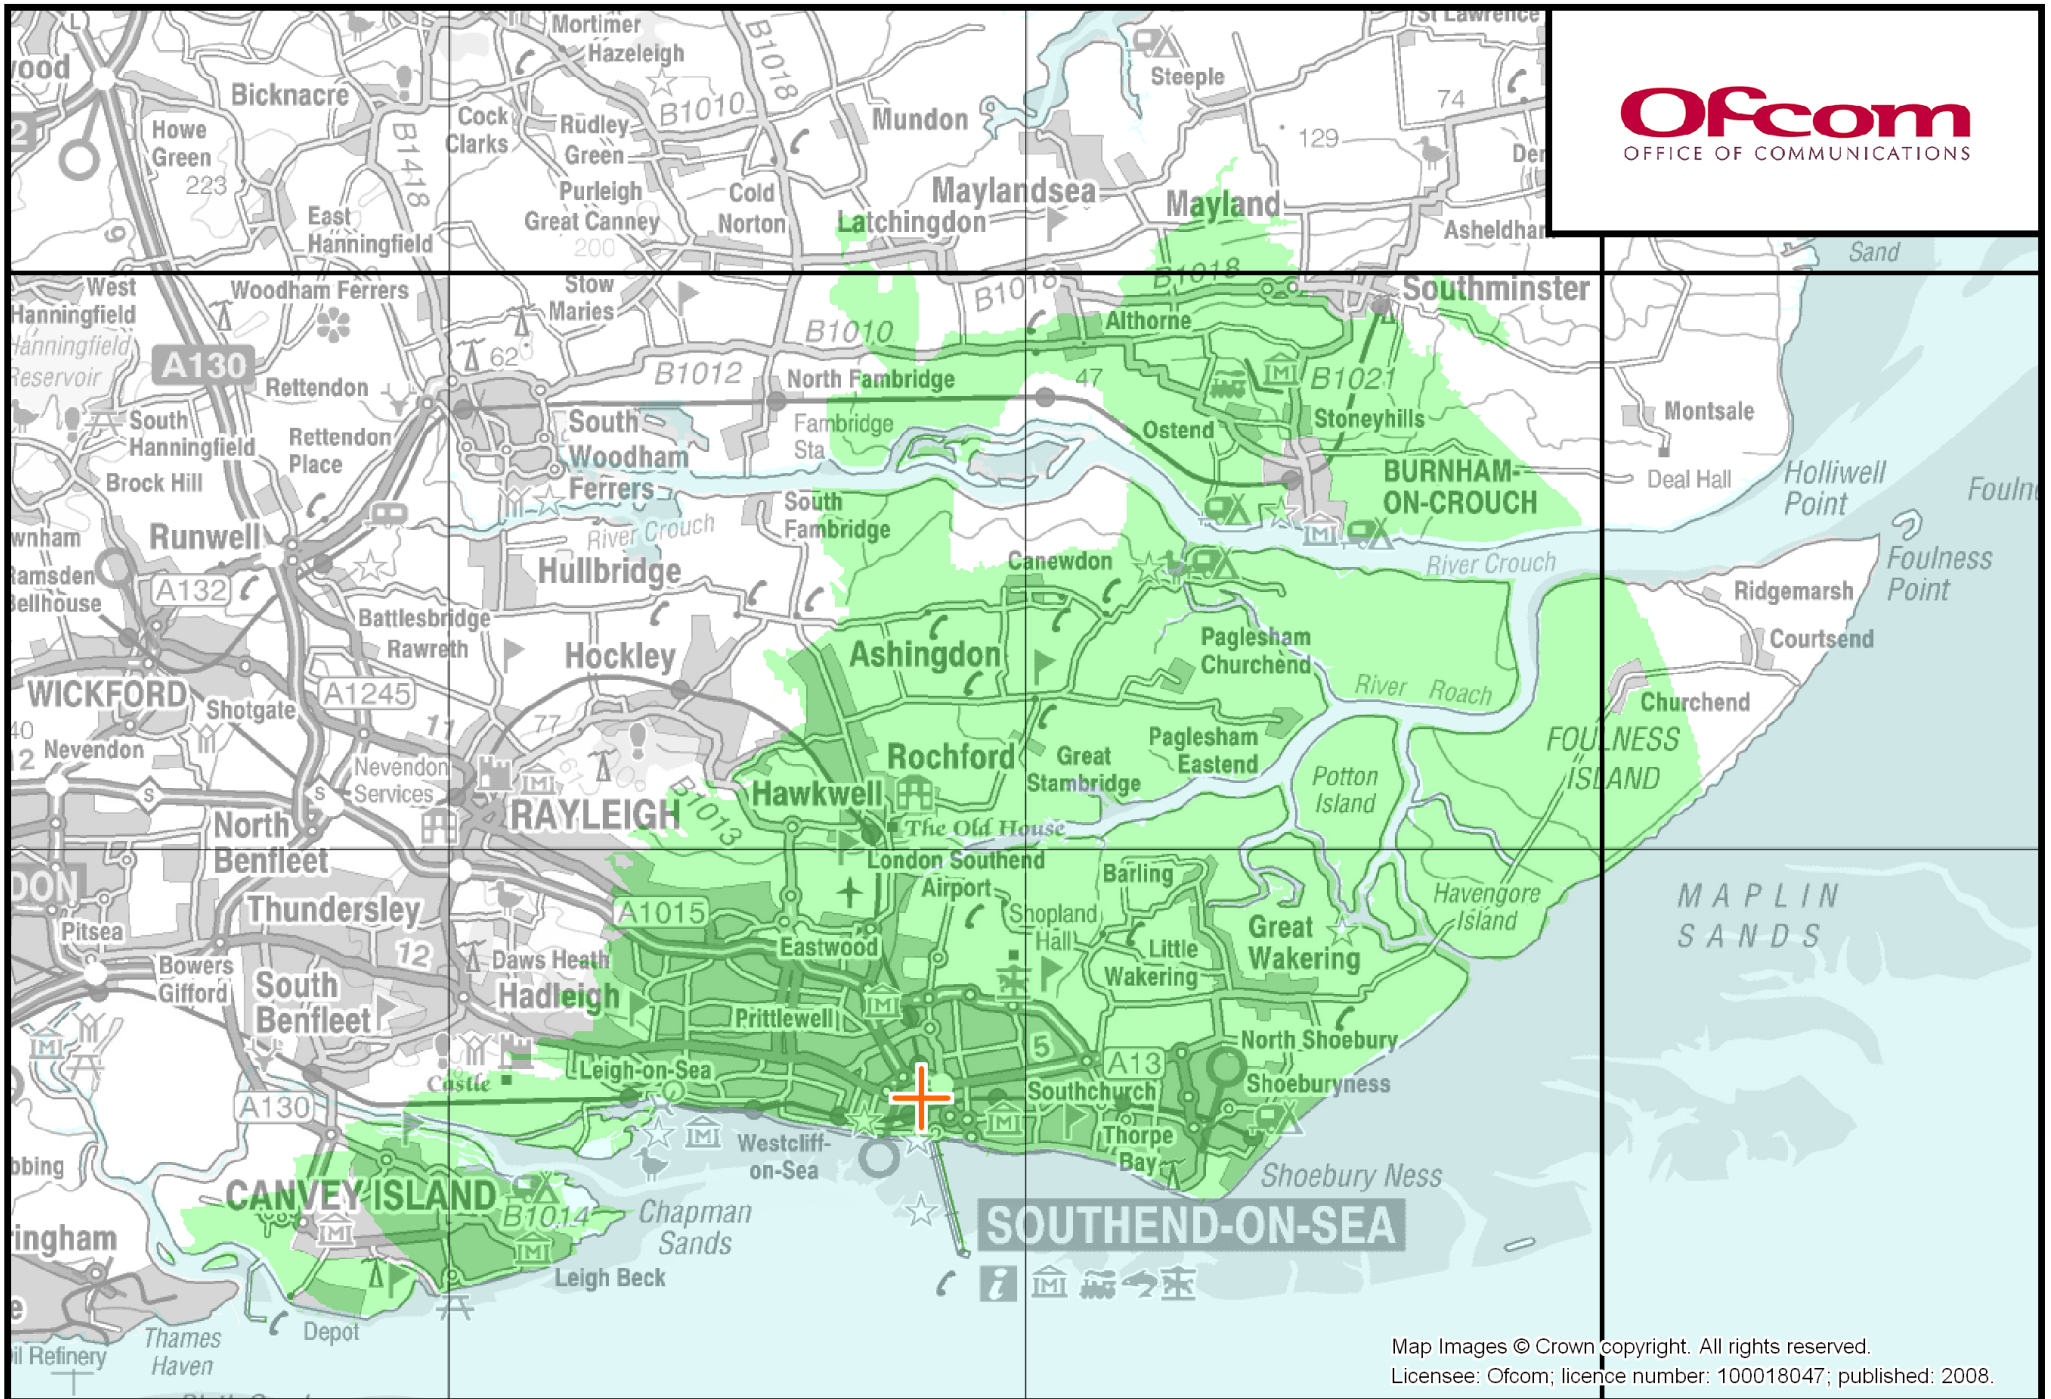 Mortimer
St Lawrence
Hazeleigh
Steeple
Bicknacre
B1018
B1010
74
Ofcom
OFFICE OF COMMUNICATIONS
Howe
Green
223
B1418
Cock
Clarks
Rudley
Green
Mundon
129
Purleigh
Great Canney
200
Cold
Norton
Maylandsea
Latchingdon
Mayland
Asheldham
East
Hanningfield
9
Sand
West
Hanningfield
Woodham Ferrers
Stow
Maries
B1018
B1018
Southminster
Hanningfield
Reservoir
A130
62
B1010
Althorne
Rettendon
B1012
North Fambridge
47
B1021
South
Hanningfield
Rettendon
Place
South
Woodham
Ferrers
Fambridge
Sta
Ostend
Stoneyhills
Montsale
Brock Hill
BURNHAM-
ON-CROUCH
Deal Hall
Holliwell
Point
Runwell
River Crouch
South
Fambridge
Canewdon
River Crouch
Foulness
Point
Ramsden
Bellhouse
A132
Hullbridge
Ridgemarsh
Battlesbridge
Rawreth
Hockley
Ashingdon
Paglesham
Churchend
Courtsend
WICKFORD
Shotgate
A1245
11
77
61
River Roach
Churchend
Nevendon
Nevendon
Services
Rochford
Great
Stambridge
Paglesham
Eastend
FOULNESS
ISLAND
Potton
Island
S
S
RAYLEIGH
B1013
Hawkwell
The Old House
North
Benfleet
London Southend
Airport
Barling
Havengore
Island
MAPLIN
SANDS
Thundersley
A1015
Shopland
Hall
Great
Wakering
Pitsea
12
Eastwood
Little
Wakering
Bowers
Gifford
Daws Heath
Hadleigh
South
Benfleet
Prittlewell
5
North Shoebury
Castle
Leigh-on-Sea
A13
Southchurch
Shoeburyness
A130
Westcliff-
on-Sea
Thorpe
Bay
Shoebury Ness
CANVEY ISLAND
B1014
Chapman
Sands
SOUTHEND-ON-SEA
Leigh Beck
Depot
Thames
Haven
Oil Refinery
Map Images © Crown copyright. All rights reserved.
Licensee: Ofcom; licence number: 100018047; published: 2008.